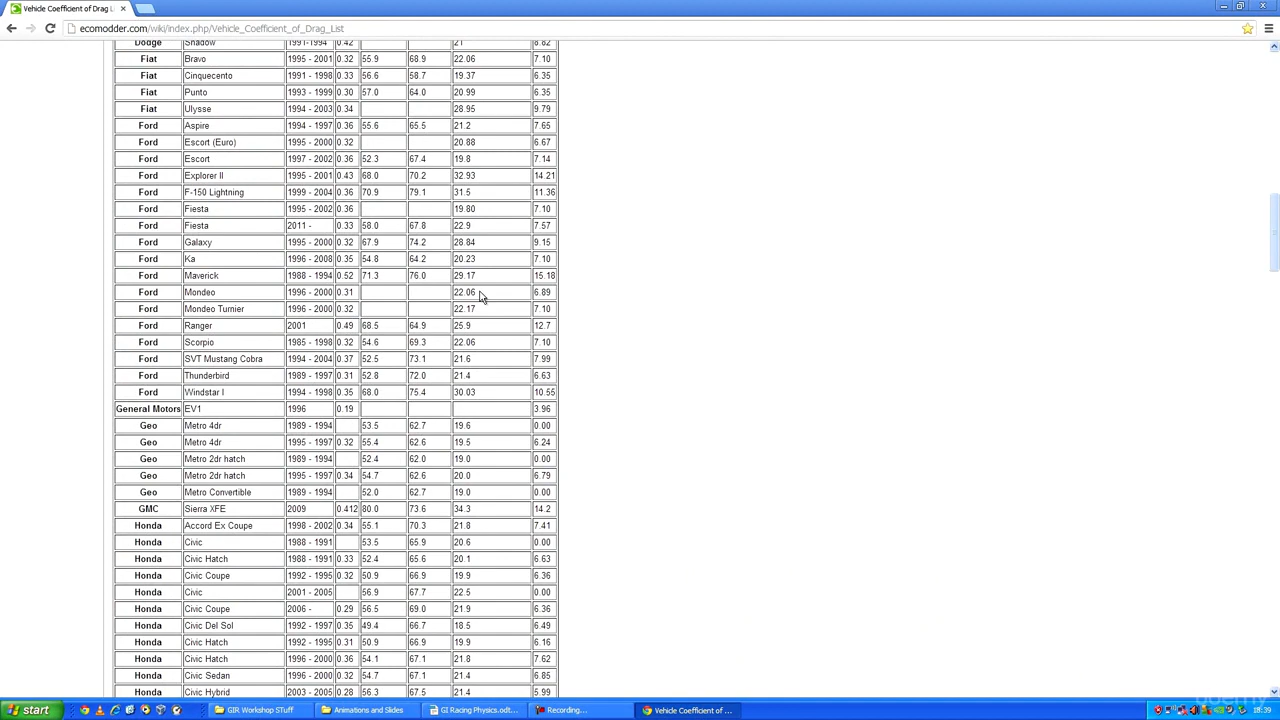 Vehicle Coefficient of Drag Lis
ecomodder.com/wiki/index.php/Vehicle_Coefficient_of_Drag_List
Dodge Shadow 1991-1994 0.42 21 8.82
Fiat Bravo 1995 - 2001 0.32 55.9 68.9 22.06 7.10
Fiat Cinquecento 1991 - 1998 0.33 56.6 58.7 19.37 6.35
Fiat Punto 1993 - 1999 0.30 57.0 64.0 20.99 6.35
Fiat Ulysse 1994 - 2003 0.34 28.95 9.79
Ford Aspire 1994 - 1997 0.36 55.6 65.5 21.2 7.65
Ford Escort (Euro) 1995 - 2000 0.32 20.88 6.67
Ford Escort 1997 - 2002 0.36 52.3 67.4 19.8 7.14
Ford Explorer II 1995 - 2001 0.43 68.0 70.2 32.93 14.21
Ford F-150 Lightning 1999 - 2004 0.36 70.9 79.1 31.5 11.36
Ford Fiesta 1995 - 2002 0.36 19.80 7.10
Ford Fiesta 2011 - 0.33 58.0 67.8 22.9 7.57
Ford Galaxy 1995 - 2000 0.32 67.9 74.2 28.84 9.15
Ford Ka 1996 - 2008 0.35 54.8 64.2 20.23 7.10
Ford Maverick 1988 - 1994 0.52 71.3 76.0 29.17 15.18
Ford Mondeo 1996 - 2000 0.31 22.06 6.89
Ford Mondeo Turnier 1996 - 2000 0.32 22.17 7.10
Ford Ranger 2001 0.49 68.5 64.9 25.9 12.7
Ford Scorpio 1985 - 1998 0.32 54.6 69.3 22.06 7.10
Ford SVT Mustang Cobra 1994 - 2004 0.37 52.5 73.1 21.6 7.99
Ford Thunderbird 1989 - 1997 0.31 52.8 72.0 21.4 6.63
Ford Windstar I 1994 - 1998 0.35 68.0 75.4 30.03 10.55
General Motors EV1 1996 0.19 3.96
Geo Metro 4dr 1989 - 1994 53.5 62.7 19.6 0.00
Geo Metro 4dr 1995 - 1997 0.32 55.4 62.6 19.5 6.24
Geo Metro 2dr hatch 1989 - 1994 52.4 62.0 19.0 0.00
Geo Metro 2dr hatch 1995 - 1997 0.34 54.7 62.6 20.0 6.79
Geo Metro Convertible 1989 - 1994 52.0 62.7 19.0 0.00
GMC Sierra XFE 2009 0.412 80.0 73.6 34.3 14.2
Honda Accord Ex Coupe 1998 - 2002 0.34 55.1 70.3 21.8 7.41
Honda Civic 1988 - 1991 53.5 65.9 20.6 0.00
Honda Civic Hatch 1988 - 1991 0.33 52.4 65.6 20.1 6.63
Honda Civic Coupe 1992 - 1995 0.32 50.9 66.9 19.9 6.36
Honda Civic 2001 - 2005 56.9 67.7 22.5 0.00
Honda Civic Coupe 2006 - 0.29 56.5 69.0 21.9 6.36
Honda Civic Del Sol 1992 - 1997 0.35 49.4 66.7 18.5 6.49
Honda Civic Hatch 1992 - 1995 0.31 50.9 66.9 19.9 6.16
Honda Civic Hatch 1996 - 2000 0.36 54.1 67.1 21.8 7.62
Honda Civic Sedan 1996 - 2000 0.32 54.7 67.1 21.4 6.85
Honda Civic Hybrid 2003 - 2005 0.28 56.3 67.5 21.4 5.99
start GIR Workshop STuff Animations and Slides GI Racing Physics.odt... Recording... Vehicle Coefficient of ... 18:39